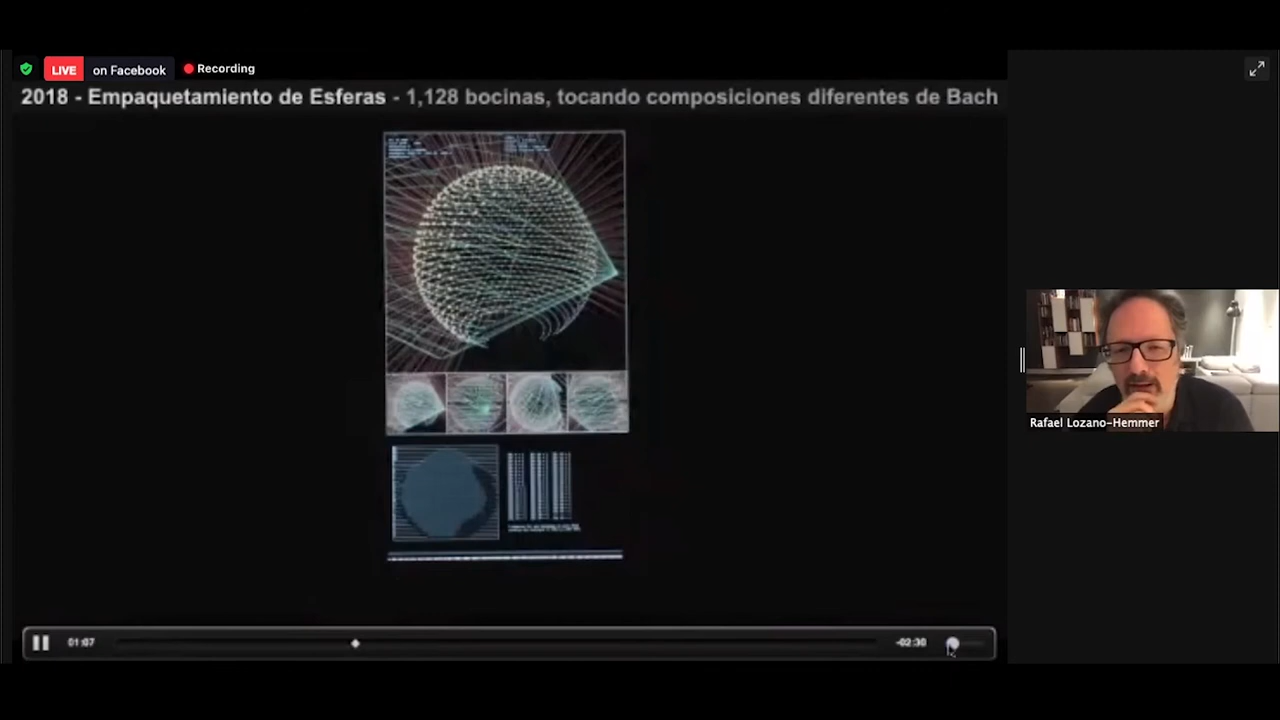 LIVE on Facebook Recording
2018 - Empaquetamiento de Esferas - 1,128 bocinas, tocando composiciones diferentes de Bach
Rafael Lozano-Hemmer
01:07
-02:30